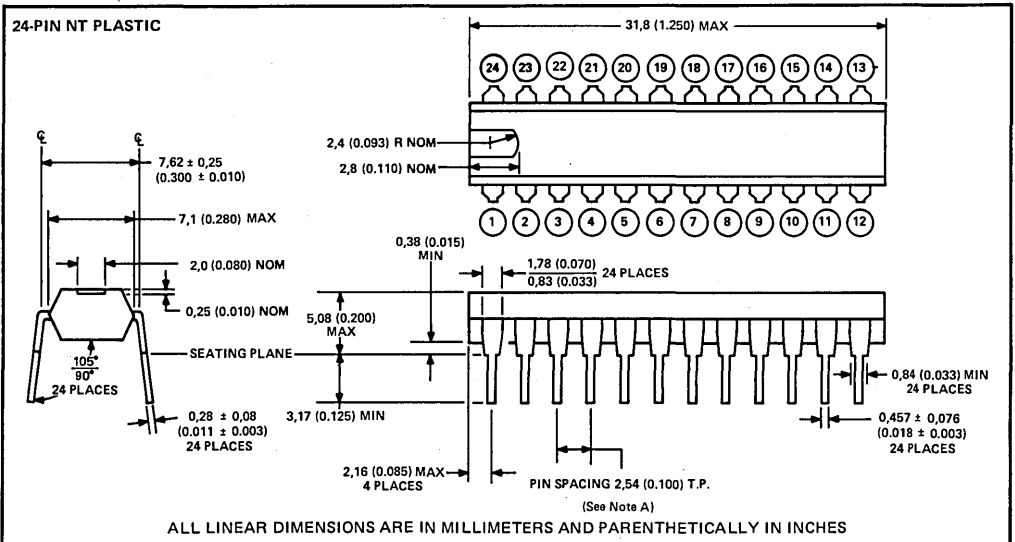 24-PIN NT PLASTIC
31,8 (1.250) MAX
24 23 22 21 20 19 18 17 16 15 14 13
℄ ℄
7,62 ± 0,25
(0.300 ± 0.010)
2,4 (0.093) R NOM
2,8 (0.110) NOM
7,1 (0.280) MAX
1 2 3 4 5 6 7 8 9 10 11 12
0,38 (0.015)
MIN
2,0 (0.080) NOM
1,78 (0.070)
0,83 (0.033)
24 PLACES
0,25 (0.010) NOM
5,08 (0.200)
MAX
SEATING PLANE
105°
90°
24 PLACES
0,84 (0.033) MIN
24 PLACES
3,17 (0.125) MIN
0,28 ± 0,08
(0.011 ± 0.003)
24 PLACES
0,457 ± 0,076
(0.018 ± 0.003)
24 PLACES
2,16 (0.085) MAX
4 PLACES
PIN SPACING 2,54 (0.100) T.P.
(See Note A)
ALL LINEAR DIMENSIONS ARE IN MILLIMETERS AND PARENTHETICALLY IN INCHES